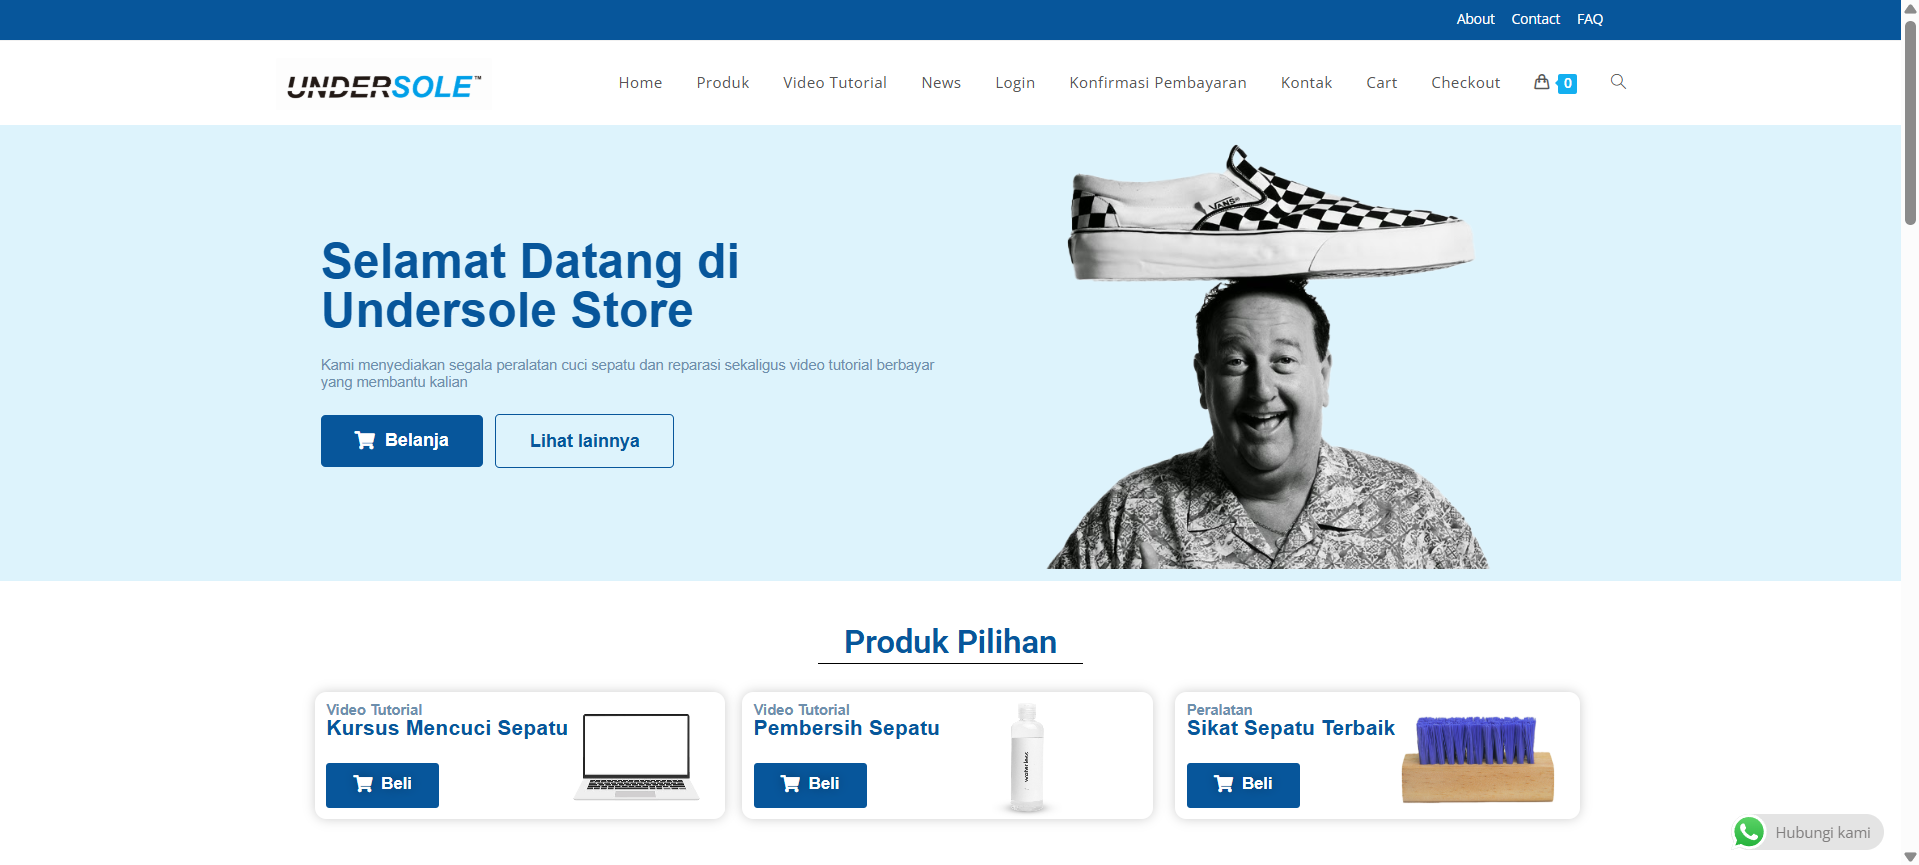 About Contact FAQ
UNDERSOLE™
Home Produk Video Tutorial News Login Konfirmasi Pembayaran Kontak Cart Checkout 0
VANS
Selamat Datang di
Undersole Store
Kami menyediakan segala peralatan cuci sepatu dan reparasi sekaligus video tutorial berbayar
yang membantu kalian
Belanja Lihat lainnya
Produk Pilihan
Video Tutorial
Kursus Mencuci Sepatu
Beli
Video Tutorial
Pembersih Sepatu
Beli
waterless
Peralatan
Sikat Sepatu Terbaik
Beli
Hubungi kami